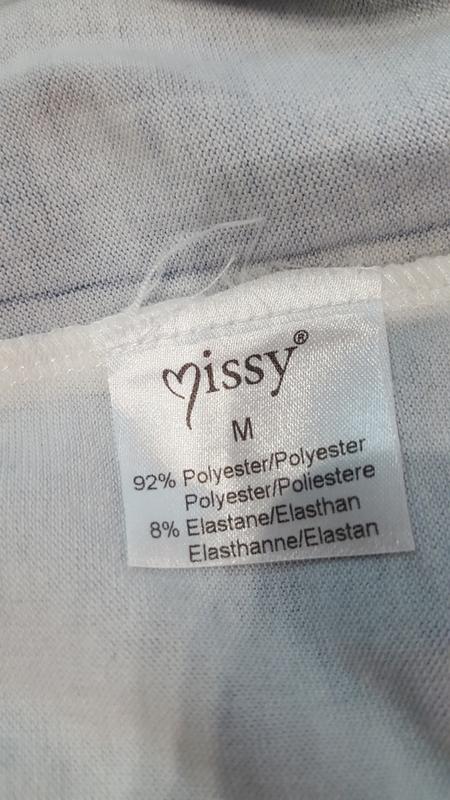 Missy®
M
92% Polyester/Polyester
Polyester/Poliestere
8% Elastane/Elasthan
Elasthanne/Elastan